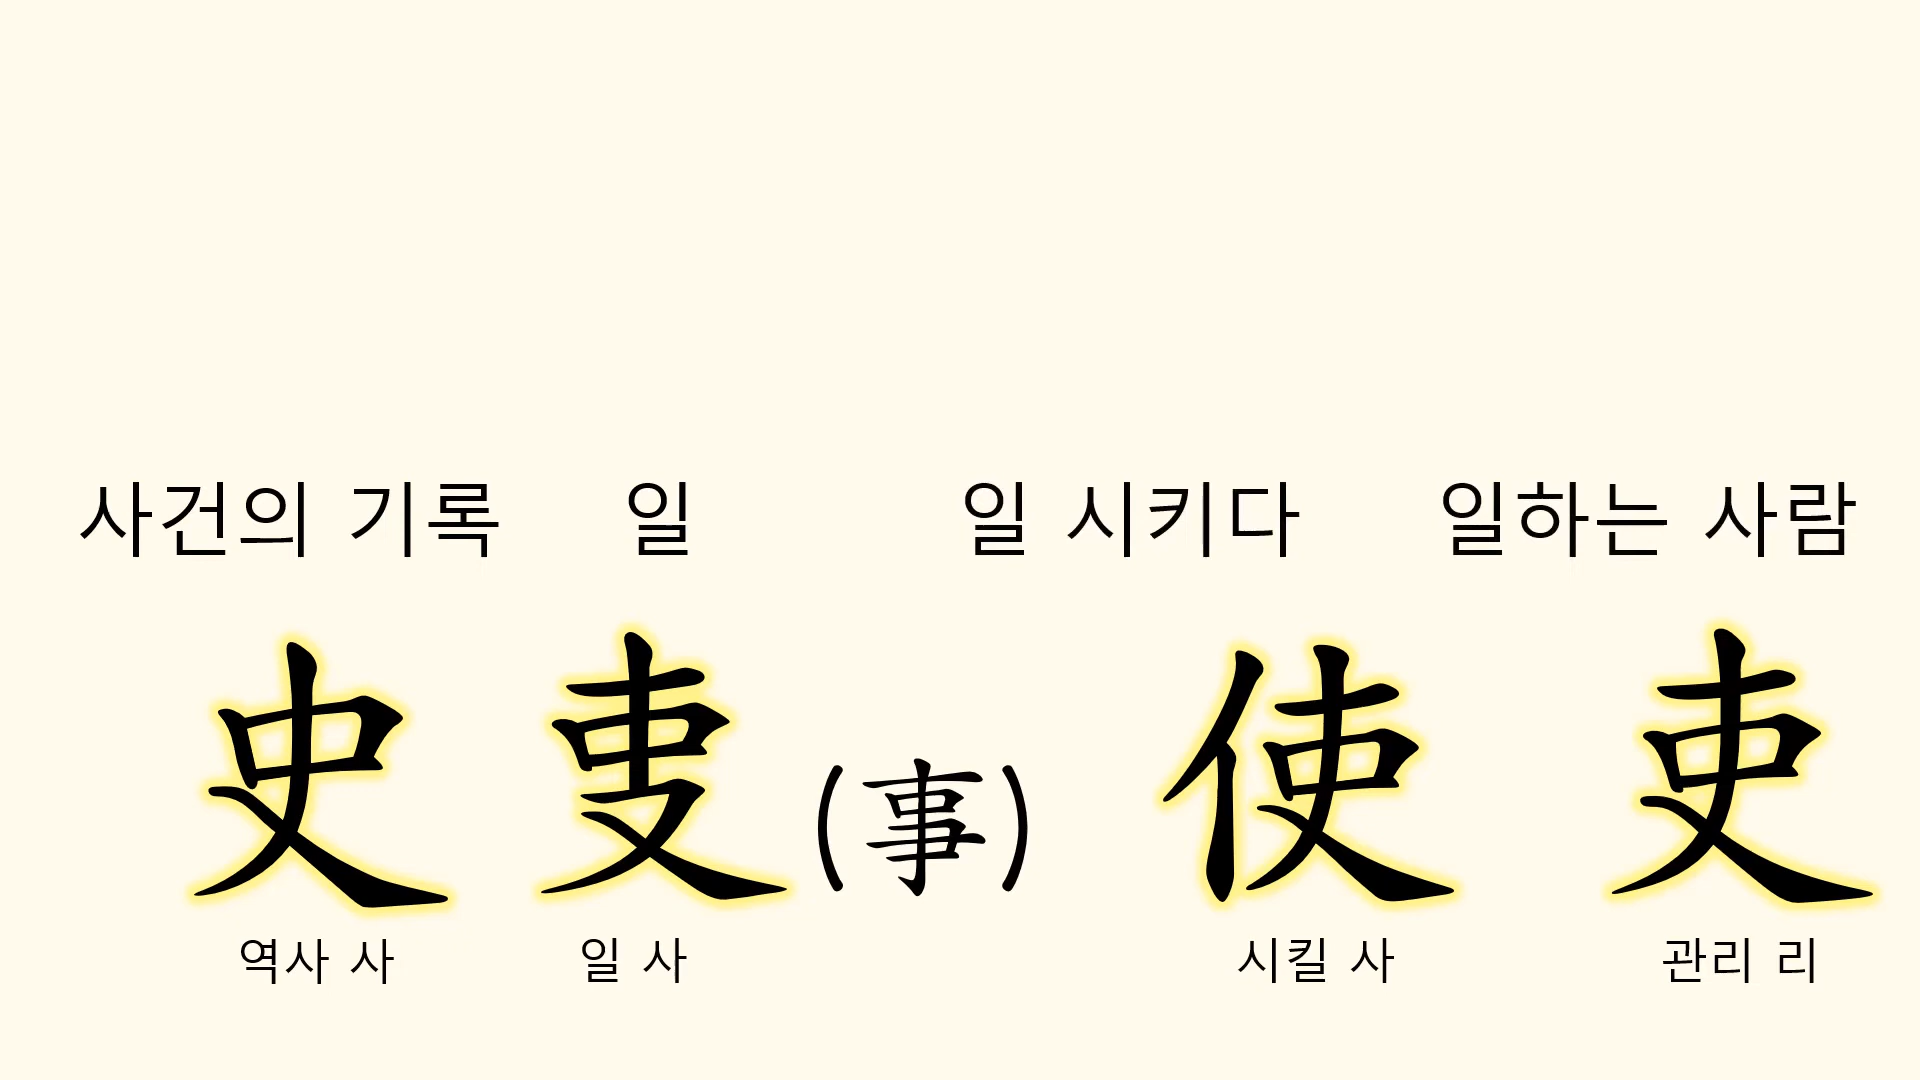 사건의 기록 일 일 시키다 일하는 사람
史 叓 (事) 使 吏
역사 사 일 사 시킬 사 관리 리